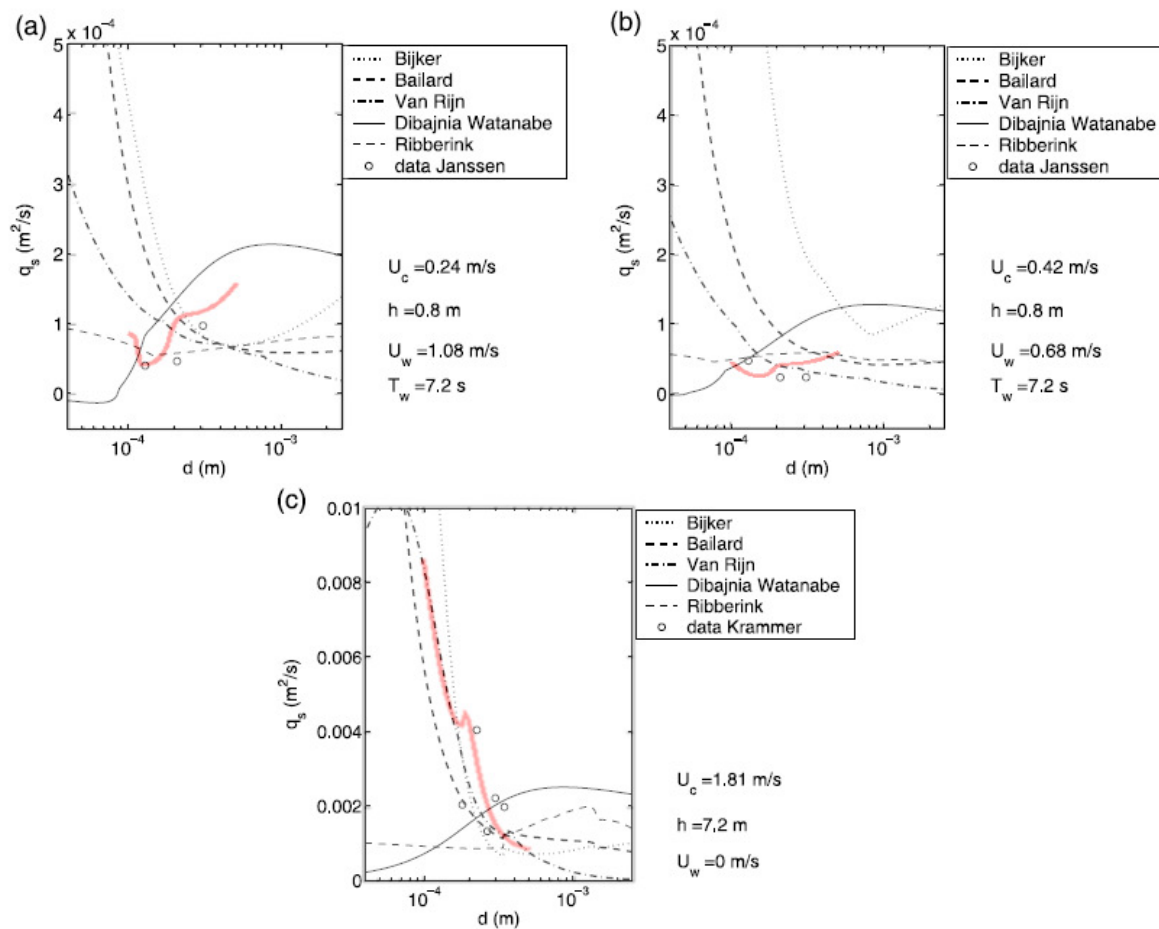 (a)
5 x 10⁻⁴
4
3
2
1
0
q_s (m²/s)
10⁻⁴ 10⁻³
d (m)
Bijker
Bailard
Van Rijn
Dibajnia Watanabe
Ribberink
data Janssen
U_c =0.24 m/s
h =0.8 m
U_w =1.08 m/s
T_w =7.2 s
(b)
5 x 10⁻⁴
4
3
2
1
0
q_s (m²/s)
10⁻⁴ 10⁻³
d (m)
Bijker
Bailard
Van Rijn
Dibajnia Watanabe
Ribberink
data Janssen
U_c =0.42 m/s
h =0.8 m
U_w =0.68 m/s
T_w =7.2 s
(c)
0.01
0.008
0.006
0.004
0.002
0
q_s (m²/s)
10⁻⁴ 10⁻³
d (m)
Bijker
Bailard
Van Rijn
Dibajnia Watanabe
Ribberink
data Krammer
U_c =1.81 m/s
h =7,2 m
U_w =0 m/s